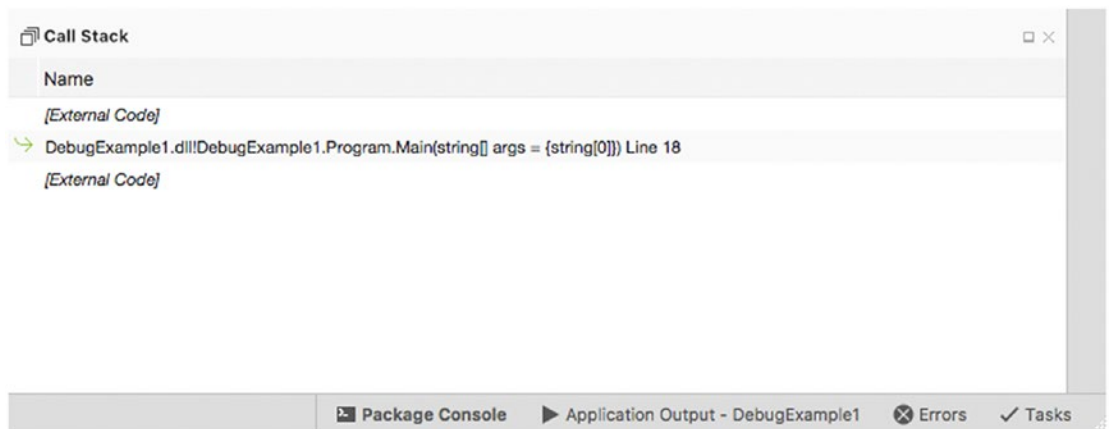 Call Stack
Name
[External Code]
DebugExample1.dll!DebugExample1.Program.Main(string[] args = {string[0]}) Line 18
[External Code]
Package Console Application Output - DebugExample1 Errors Tasks